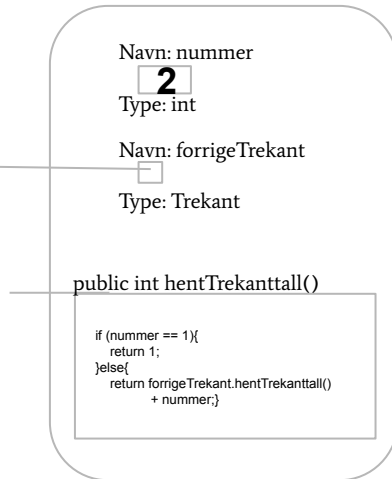 Navn: nummer
2
Type: int
Navn: forrigeTrekant
Type: Trekant
public int hentTrekanttall()
if (nummer == 1){
return 1;
}else{
return forrigeTrekant.hentTrekanttall()
+ nummer;}